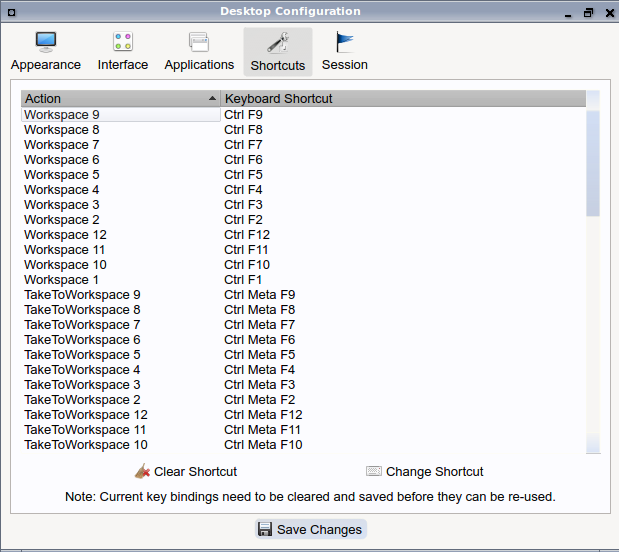 Desktop Configuration
Appearance Interface Applications Shortcuts Session
Action Keyboard Shortcut
Workspace 9 Ctrl F9
Workspace 8 Ctrl F8
Workspace 7 Ctrl F7
Workspace 6 Ctrl F6
Workspace 5 Ctrl F5
Workspace 4 Ctrl F4
Workspace 3 Ctrl F3
Workspace 2 Ctrl F2
Workspace 12 Ctrl F12
Workspace 11 Ctrl F11
Workspace 10 Ctrl F10
Workspace 1 Ctrl F1
TakeToWorkspace 9 Ctrl Meta F9
TakeToWorkspace 8 Ctrl Meta F8
TakeToWorkspace 7 Ctrl Meta F7
TakeToWorkspace 6 Ctrl Meta F6
TakeToWorkspace 5 Ctrl Meta F5
TakeToWorkspace 4 Ctrl Meta F4
TakeToWorkspace 3 Ctrl Meta F3
TakeToWorkspace 2 Ctrl Meta F2
TakeToWorkspace 12 Ctrl Meta F12
TakeToWorkspace 11 Ctrl Meta F11
TakeToWorkspace 10 Ctrl Meta F10
Clear Shortcut Change Shortcut
Note: Current key bindings need to be cleared and saved before they can be re-used.
Save Changes